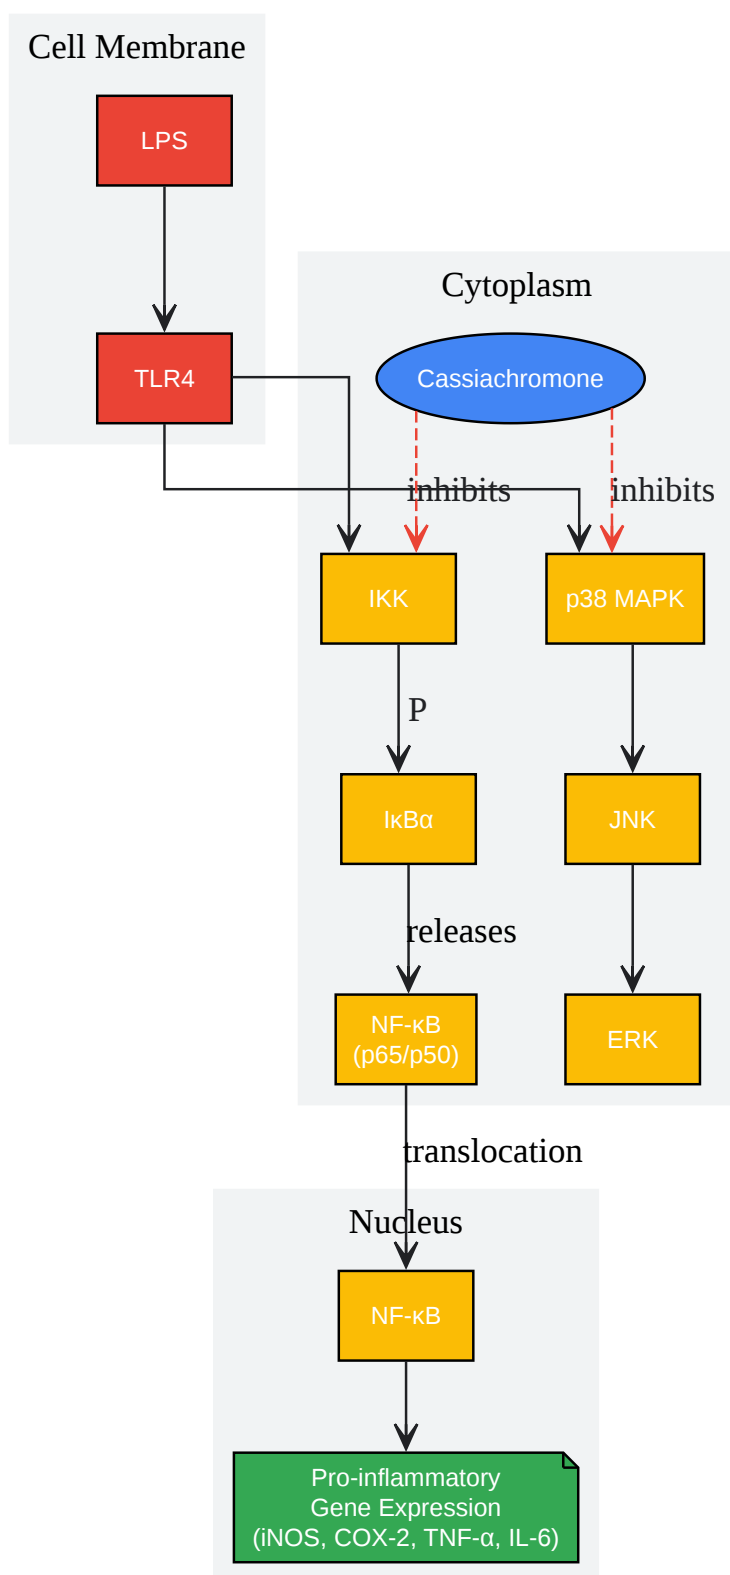 Cell Membrane
LPS
TLR4
Cytoplasm
Cassiachromone
inhibits
inhibits
IKK
p38 MAPK
P
IκBα
JNK
releases
NF-κB
(p65/p50)
ERK
translocation
Nucleus
NF-κB
Pro-inflammatory
Gene Expression
(iNOS, COX-2, TNF-α, IL-6)